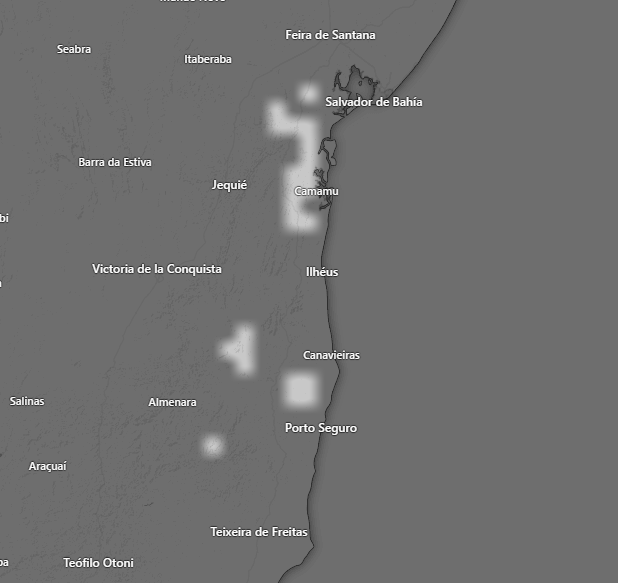 Feira de Santana
Seabra
Itaberaba
Salvador de Bahía
Barra da Estiva
Jequié
Camamu
Victoria de la Conquista
Ilhéus
Canavieiras
Salinas
Almenara
Porto Seguro
Araçuaí
Teixeira de Freitas
Teófilo Otoni